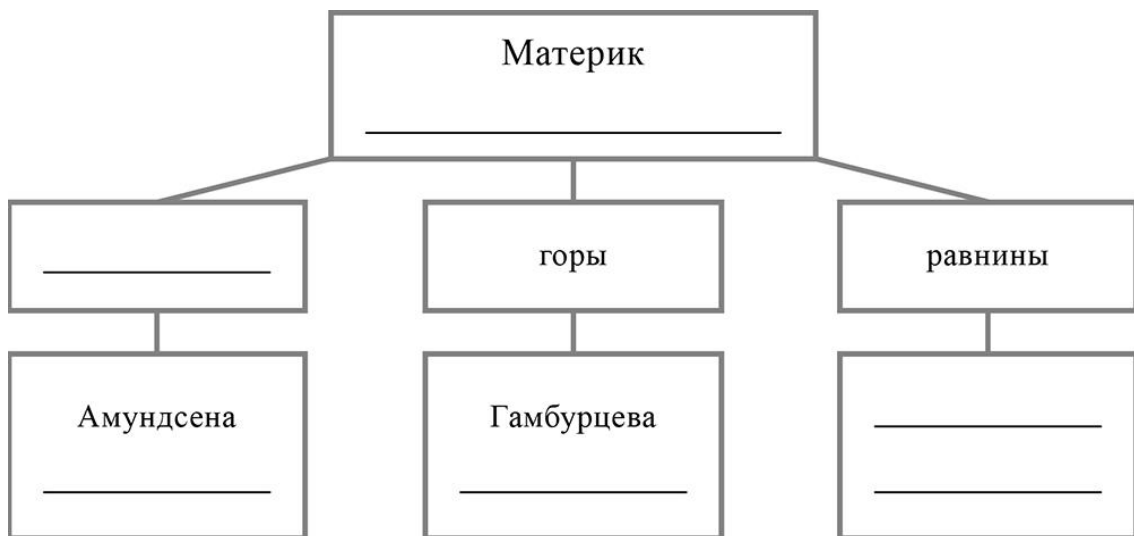 Материк
горы
равнины
Амундсена
Гамбурцева